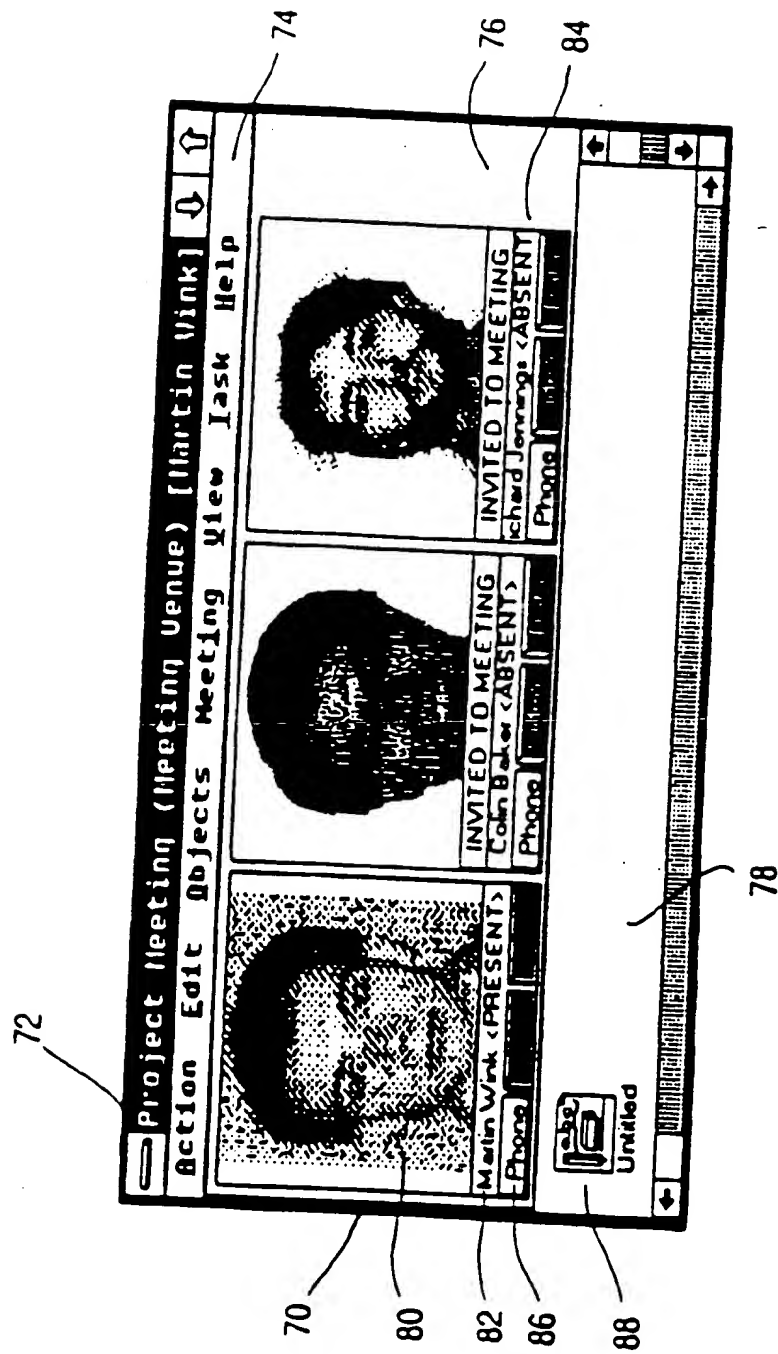 72
Project Meeting (Meeting Venue) [Martin Wink]
Action Edit Objects Meeting View Task Help
74
76
INVITED TO MEETING
INVITED TO MEETING
Martin Wink <PRESENT>
Colin Baker <ABSENT>
ichard Jennings <ABSENT
84
Phone
Phone
Phone
abc
Untitled
70
80
82
86
88
78